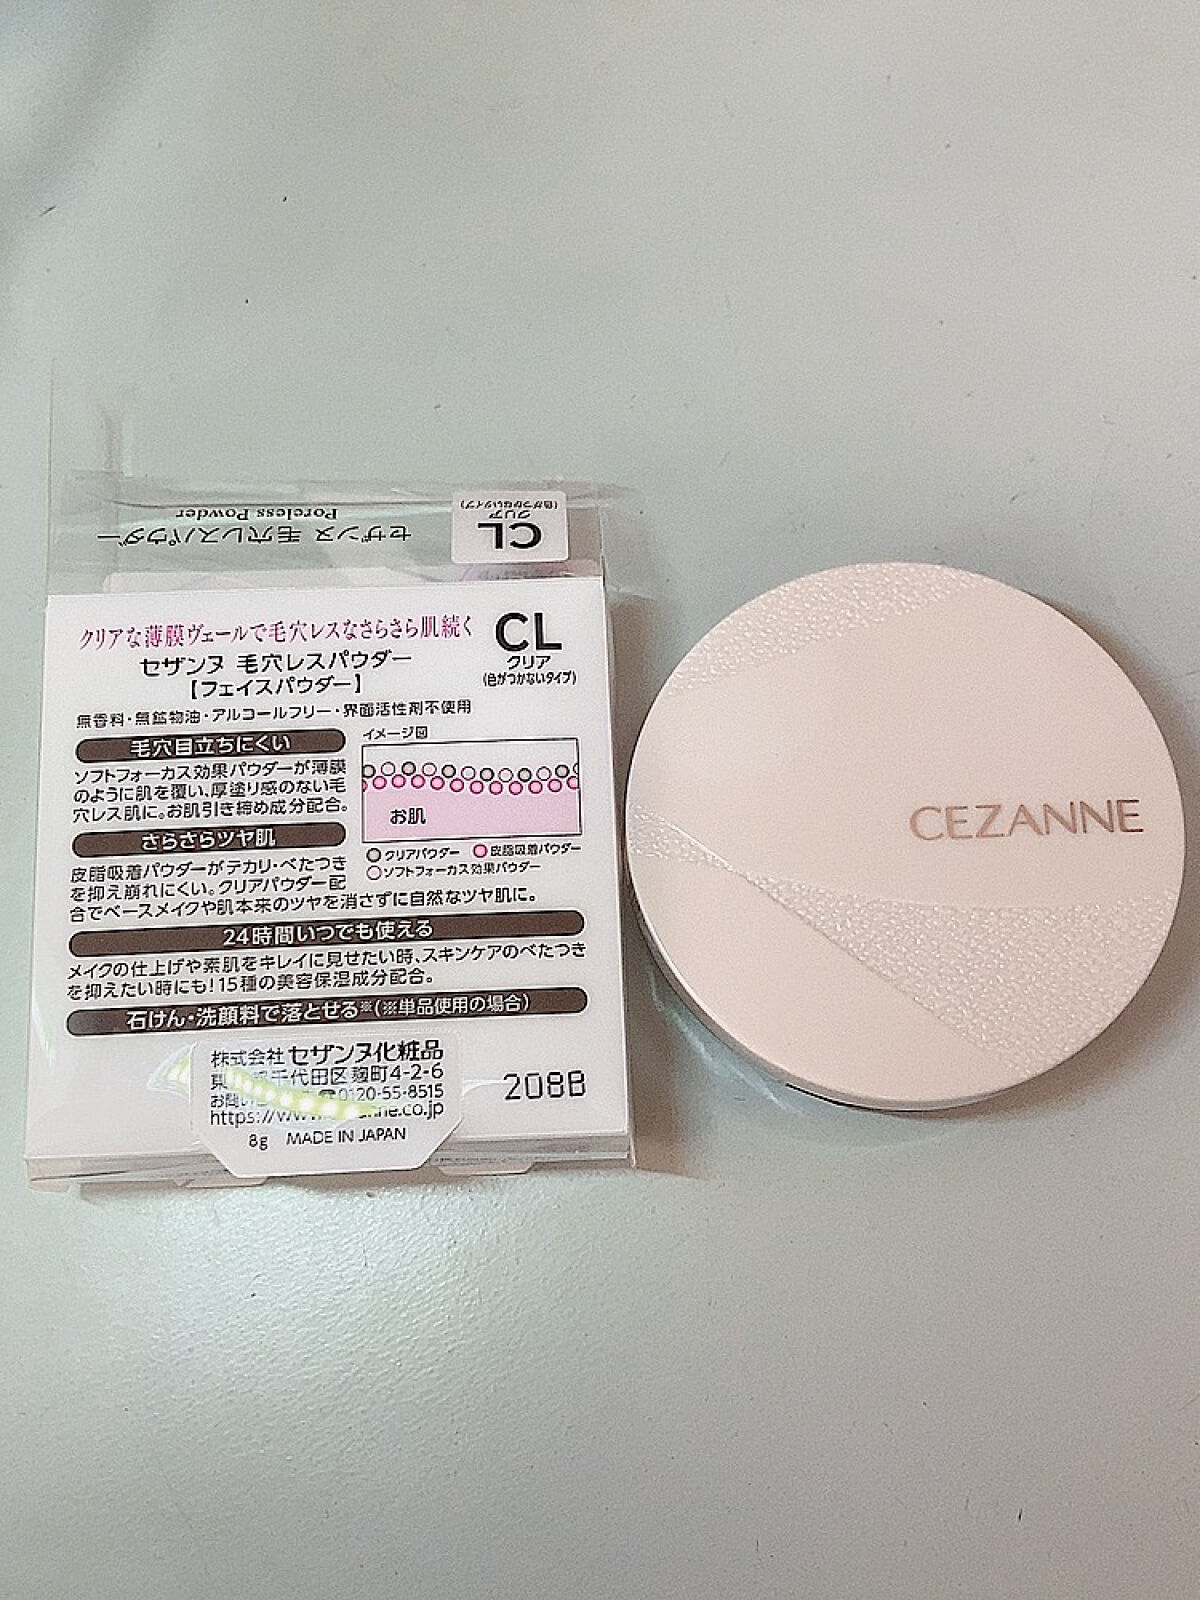 セザンヌ 毛穴レスパウダー
Poreless Powder
CL
クリア
(色がつかないタイプ)
クリアな薄膜ヴェールで毛穴レスなさらさら肌続く
セザンヌ 毛穴レスパウダー
【フェイスパウダー】
CL
クリア
(色がつかないタイプ)
無香料・無鉱物油・アルコールフリー・界面活性剤不使用
毛穴目立ちにくい
ソフトフォーカス効果パウダーが薄膜
のように肌を覆い、厚塗り感のない毛
穴レス肌に。お肌引き締め成分配合。
イメージ図
お肌
クリアパウダー
皮脂吸着パウダー
ソフトフォーカス効果パウダー
さらさらツヤ肌
皮脂吸着パウダーがテカリ・べたつき
を抑え崩れにくい。クリアパウダー配
合でベースメイクや肌本来のツヤを消さずに自然なツヤ肌に。
24時間いつでも使える
メイクの仕上げや素肌をキレイに見せたい時、スキンケアのべたつき
を抑えたい時にも!15種の美容保湿成分配合。
石けん・洗顔料で落とせる※(※単品使用の場合)
株式会社 セザンヌ化粧品
千代田区麹町4-2-6
0120-55-8515
https://www. .co.jp
8g MADE IN JAPAN
208B
CEZANNE